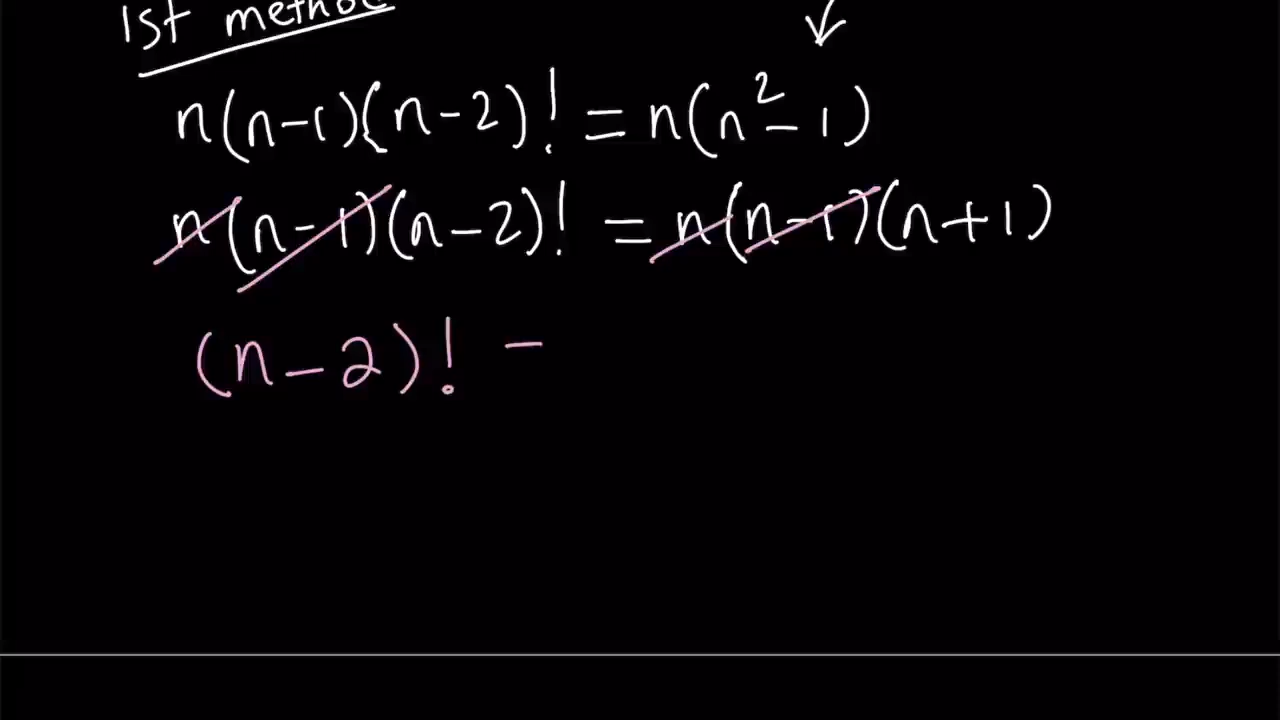 1st method
n(n-1)(n-2)! = n(n²-1)
n(n-1)(n-2)! = n(n-1)(n+1)
(n-2)! -